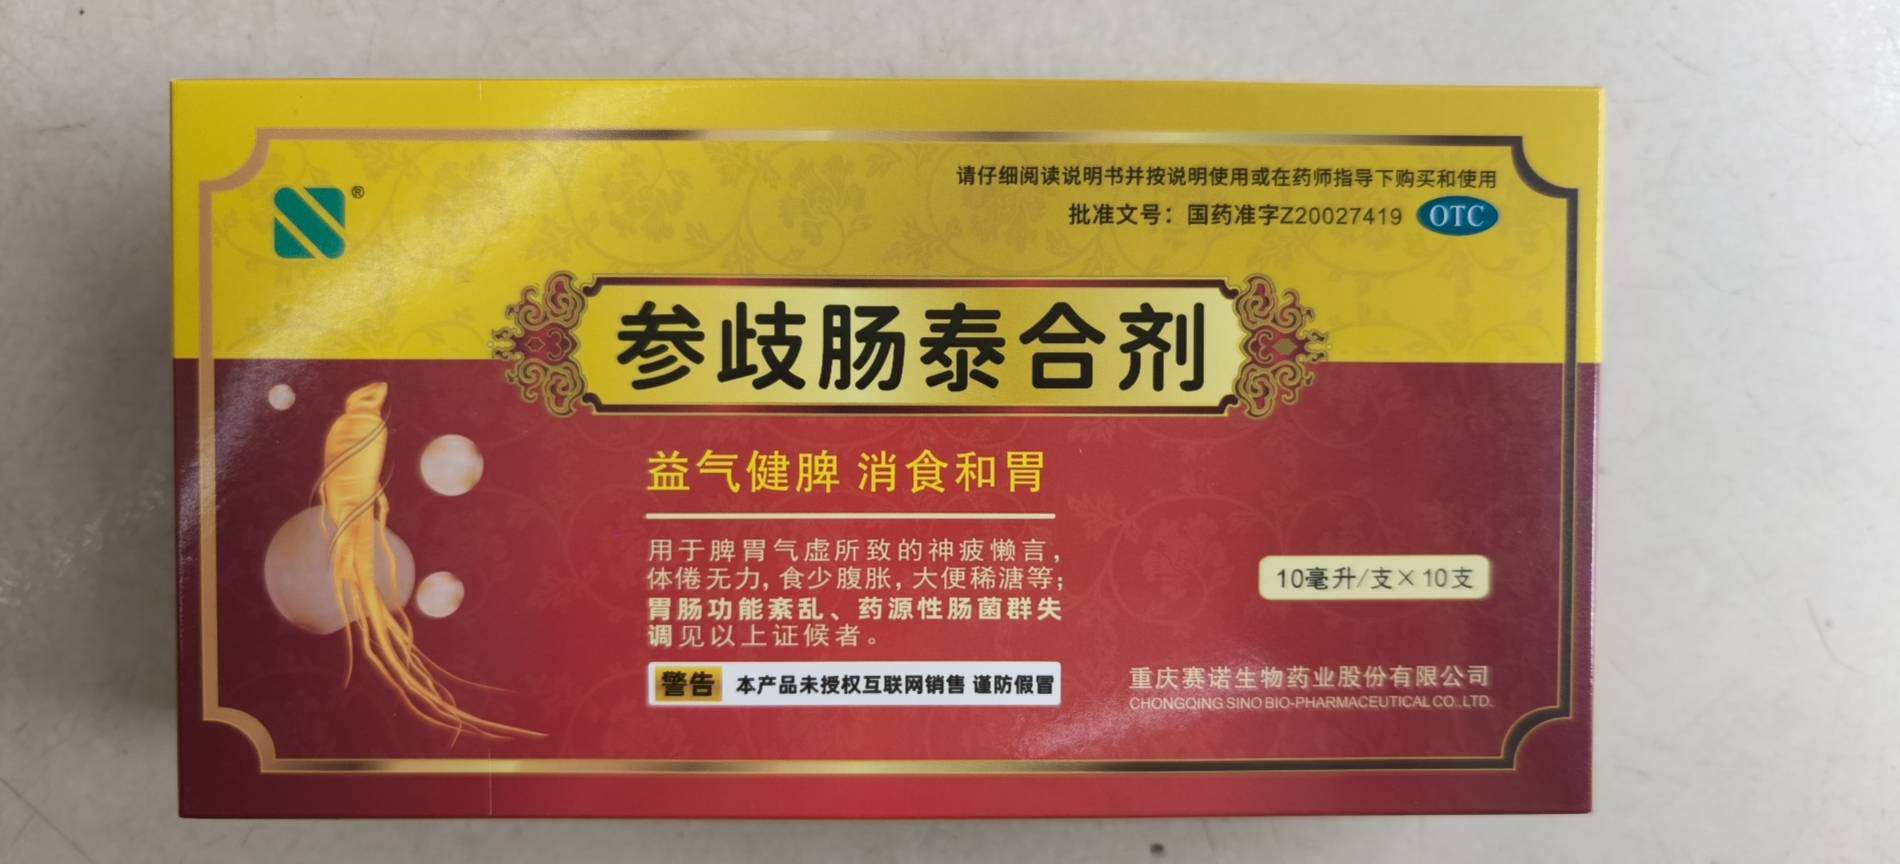 ®
请仔细阅读说明书并按说明使用或在药师指导下购买和使用
批准文号：国药准字Z20027419 OTC
参歧肠泰合剂
益气健脾 消食和胃
用于脾胃气虚所致的神疲懒言，
体倦无力，食少腹胀，大便稀溏等；
胃肠功能紊乱、药源性肠菌群失
调见以上证候者。
10毫升/支×10支
警告 本产品未授权互联网销售 谨防假冒
重庆赛诺生物药业股份有限公司
CHONGQING SINO BIO-PHARMACEUTICAL CO.,LTD.